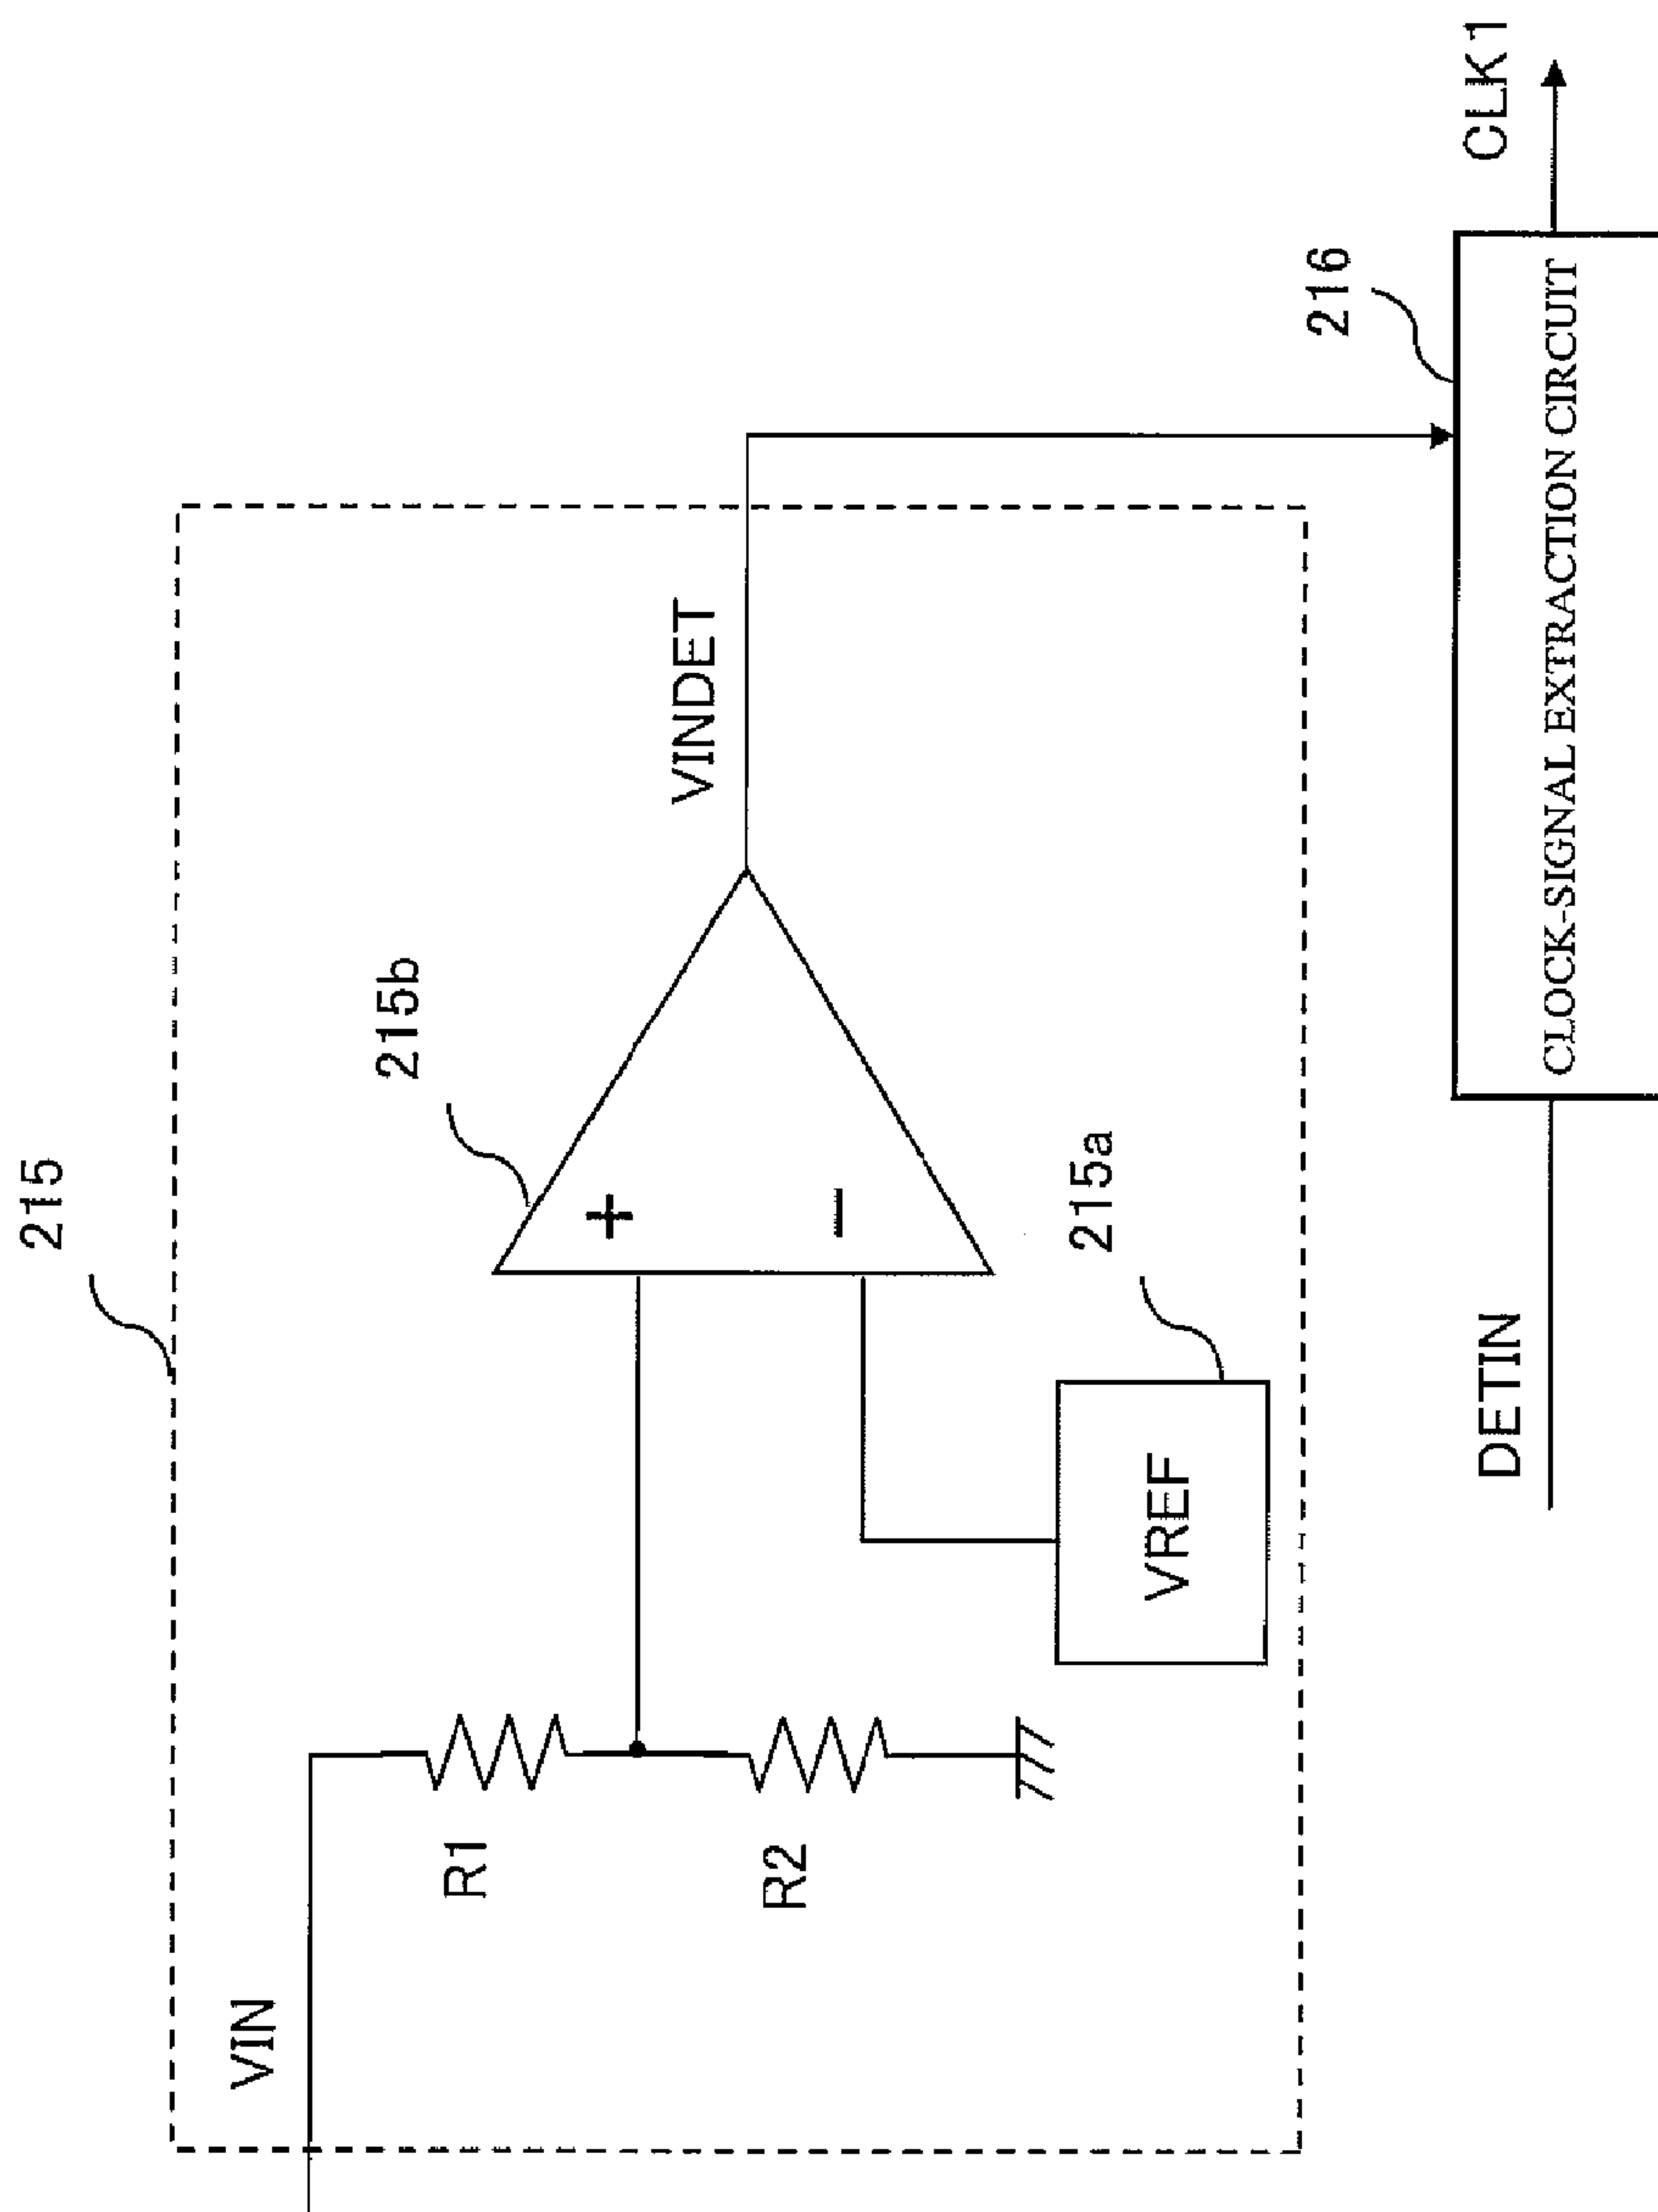 215
VIN
R1
R2
215b
+
−
VINDET
VREF
215a
216
DETIN
CLOCK-SIGNAL EXTRACTION CIRCUIT
CLK1